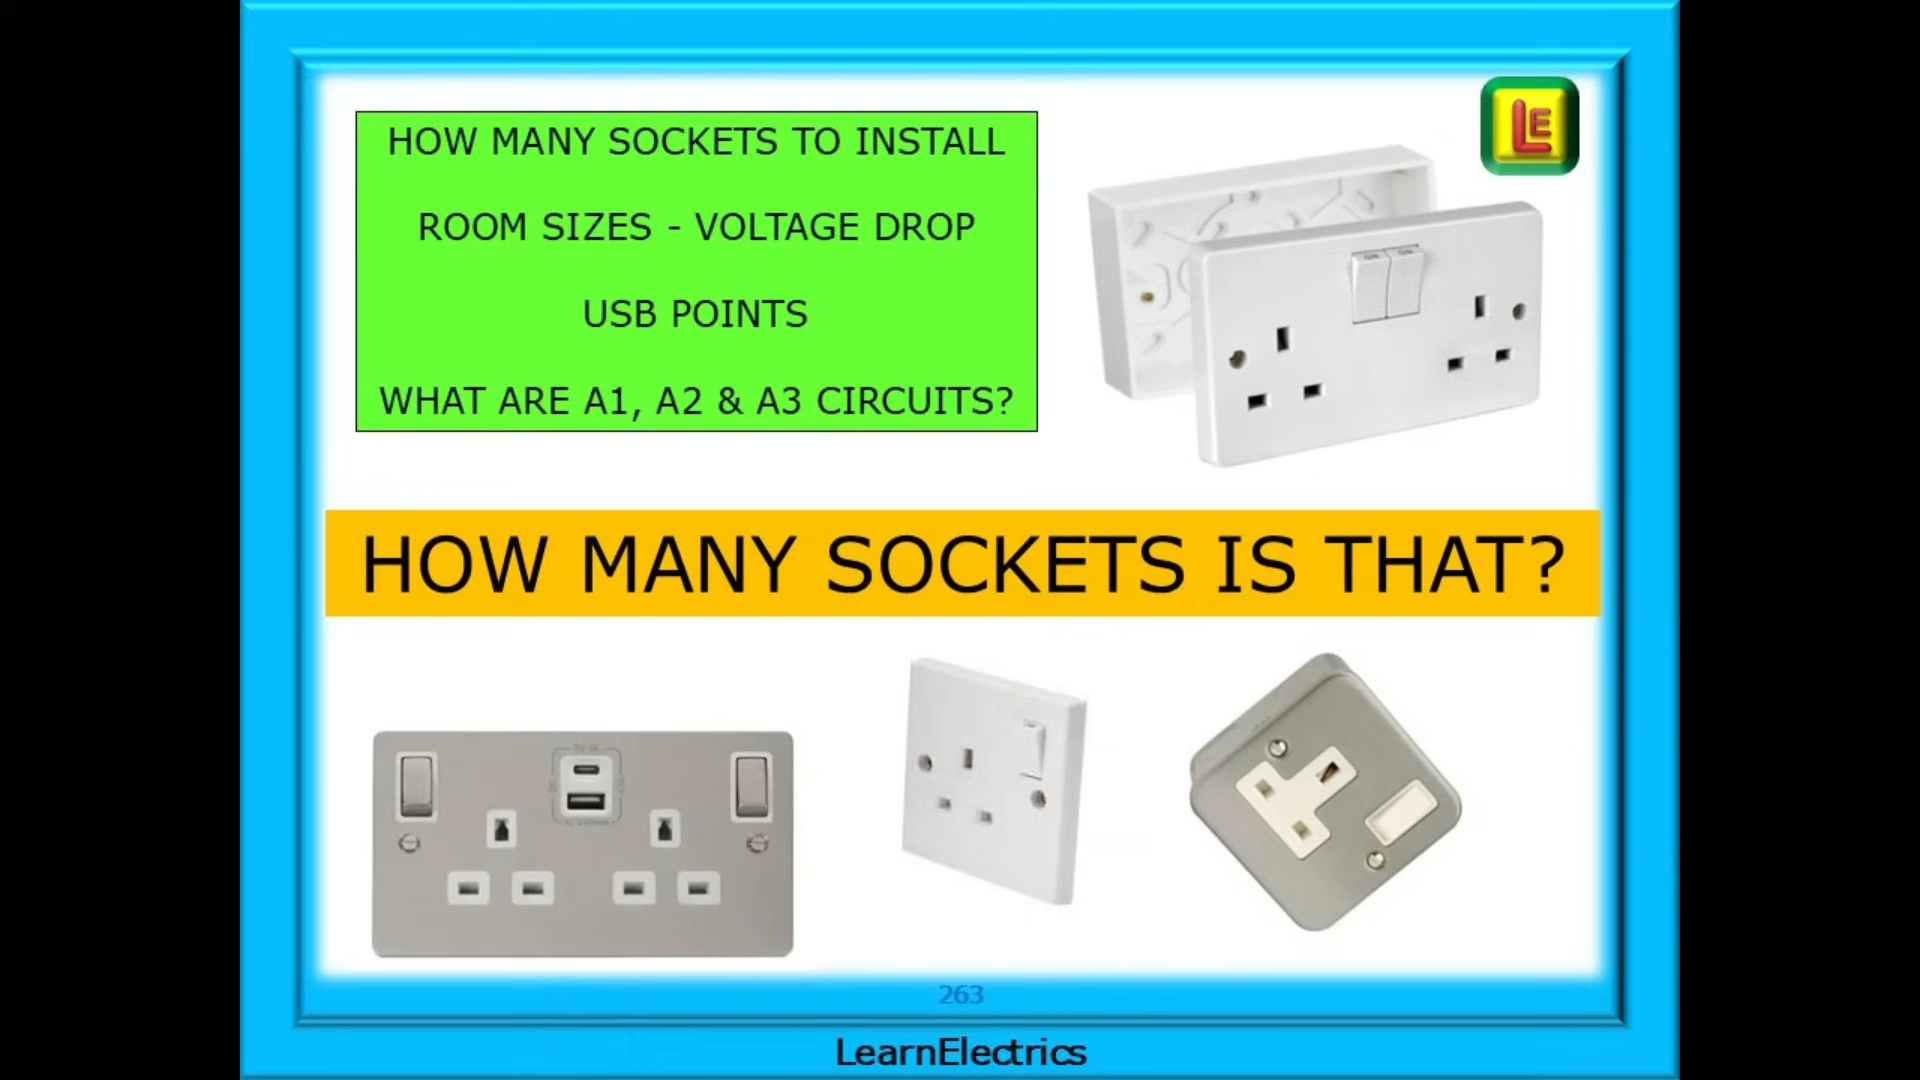 HOW MANY SOCKETS TO INSTALL
LE
ROOM SIZES - VOLTAGE DROP
USB POINTS
WHAT ARE A1, A2 & A3 CIRCUITS?
HOW MANY SOCKETS IS THAT?
263
LearnElectrics